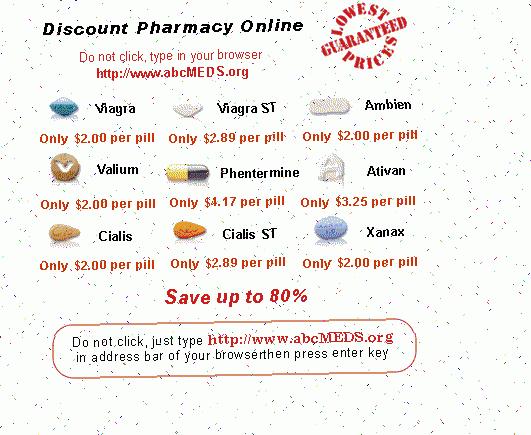 Discount Pharmacy Online
LOWEST
GUARANTEED
PRICES
Do not click, type in your browser
http://www.abcMEDS.org
Viagra Viagra ST Ambien
Only $2.00 per pill Only $2.89 per pill Only $2.00 per pill
Valium Phentermine Ativan
Only $2.00 per pill Only $4.17 per pill Only $3.25 per pill
Cialis Cialis ST Xanax
Only $2.00 per pill Only $2.89 per pill Only $2.00 per pill
Save up to 80%
Do not click, just type http://www.abcMEDS.org
in address bar of your browserthen press enter key